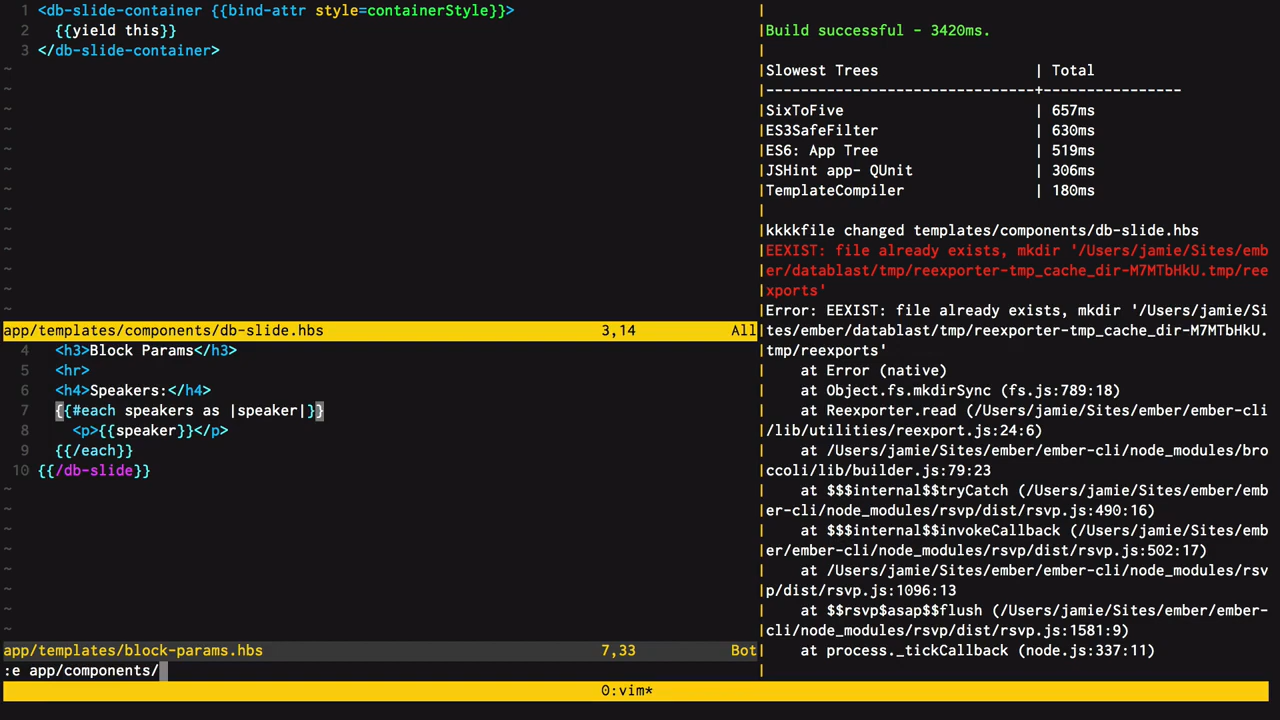 1 <db-slide-container {{bind-attr style=containerStyle}}>
2 {{yield this}}
3 </db-slide-container>
~
~
~
~
~
~
~
~
~
~
~
~
~
app/templates/components/db-slide.hbs 3,14 All
4 <h3>Block Params</h3>
5 <hr>
6 <h4>Speakers:</h4>
7 {{#each speakers as |speaker|}}
8 <p>{{speaker}}</p>
9 {{/each}}
10 {{/db-slide}}
~
~
~
~
~
~
~
~
app/templates/block-params.hbs 7,33 Bot
:e app/components/
Build successful - 3420ms.
Slowest Trees | Total
-------------------------------+----------------
SixToFive | 657ms
ES3SafeFilter | 630ms
ES6: App Tree | 519ms
JSHint app- QUnit | 306ms
TemplateCompiler | 180ms
kkkkfile changed templates/components/db-slide.hbs
EEXIST: file already exists, mkdir '/Users/jamie/Sites/emb
er/datablast/tmp/reexporter-tmp_cache_dir-M7MTbHkU.tmp/ree
xports'
Error: EEXIST: file already exists, mkdir '/Users/jamie/Si
tes/ember/datablast/tmp/reexporter-tmp_cache_dir-M7MTbHkU.
tmp/reexports'
at Error (native)
at Object.fs.mkdirSync (fs.js:789:18)
at Reexporter.read (/Users/jamie/Sites/ember/ember-cli
/lib/utilities/reexport.js:24:6)
at /Users/jamie/Sites/ember/ember-cli/node_modules/bro
ccoli/lib/builder.js:79:23
at $$$internal$$tryCatch (/Users/jamie/Sites/ember/emb
er-cli/node_modules/rsvp/dist/rsvp.js:490:16)
at $$$internal$$invokeCallback (/Users/jamie/Sites/emb
er/ember-cli/node_modules/rsvp/dist/rsvp.js:502:17)
at /Users/jamie/Sites/ember/ember-cli/node_modules/rsv
p/dist/rsvp.js:1096:13
at $$rsvp$asap$$flush (/Users/jamie/Sites/ember/ember-
cli/node_modules/rsvp/dist/rsvp.js:1581:9)
at process._tickCallback (node.js:337:11)
0:vim*